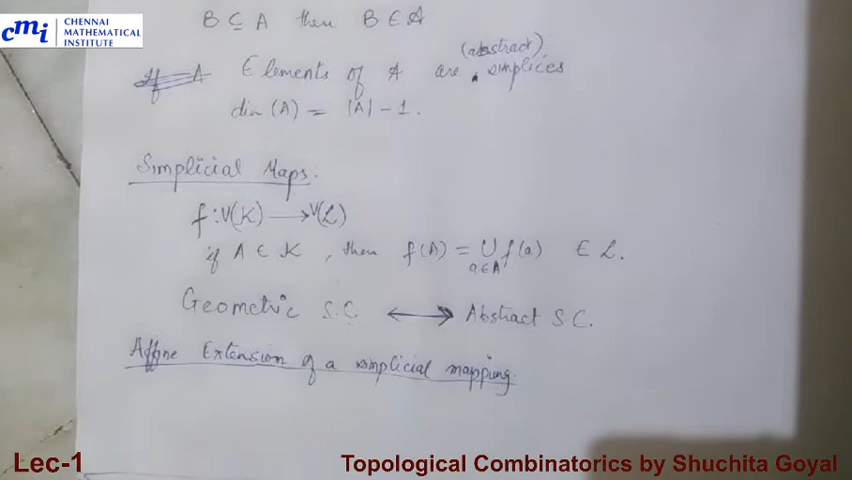 cmi CHENNAI
MATHEMATICAL
INSTITUTE
B ⊆ A then B ∈ 𝒜
(abstract)
Elements of 𝒜 are simplices
dim (A) = |A| - 1.
Simplicial Maps.
f : V(K) ⟶ V(L)
if A ∈ K, then f(A) = ∪ f(a) ∈ L.
a∈A
Geometric S.C. ⟷ Abstract S.C.
Affine Extension of a simplicial mapping.
Lec-1
Topological Combinatorics by Shuchita Goyal